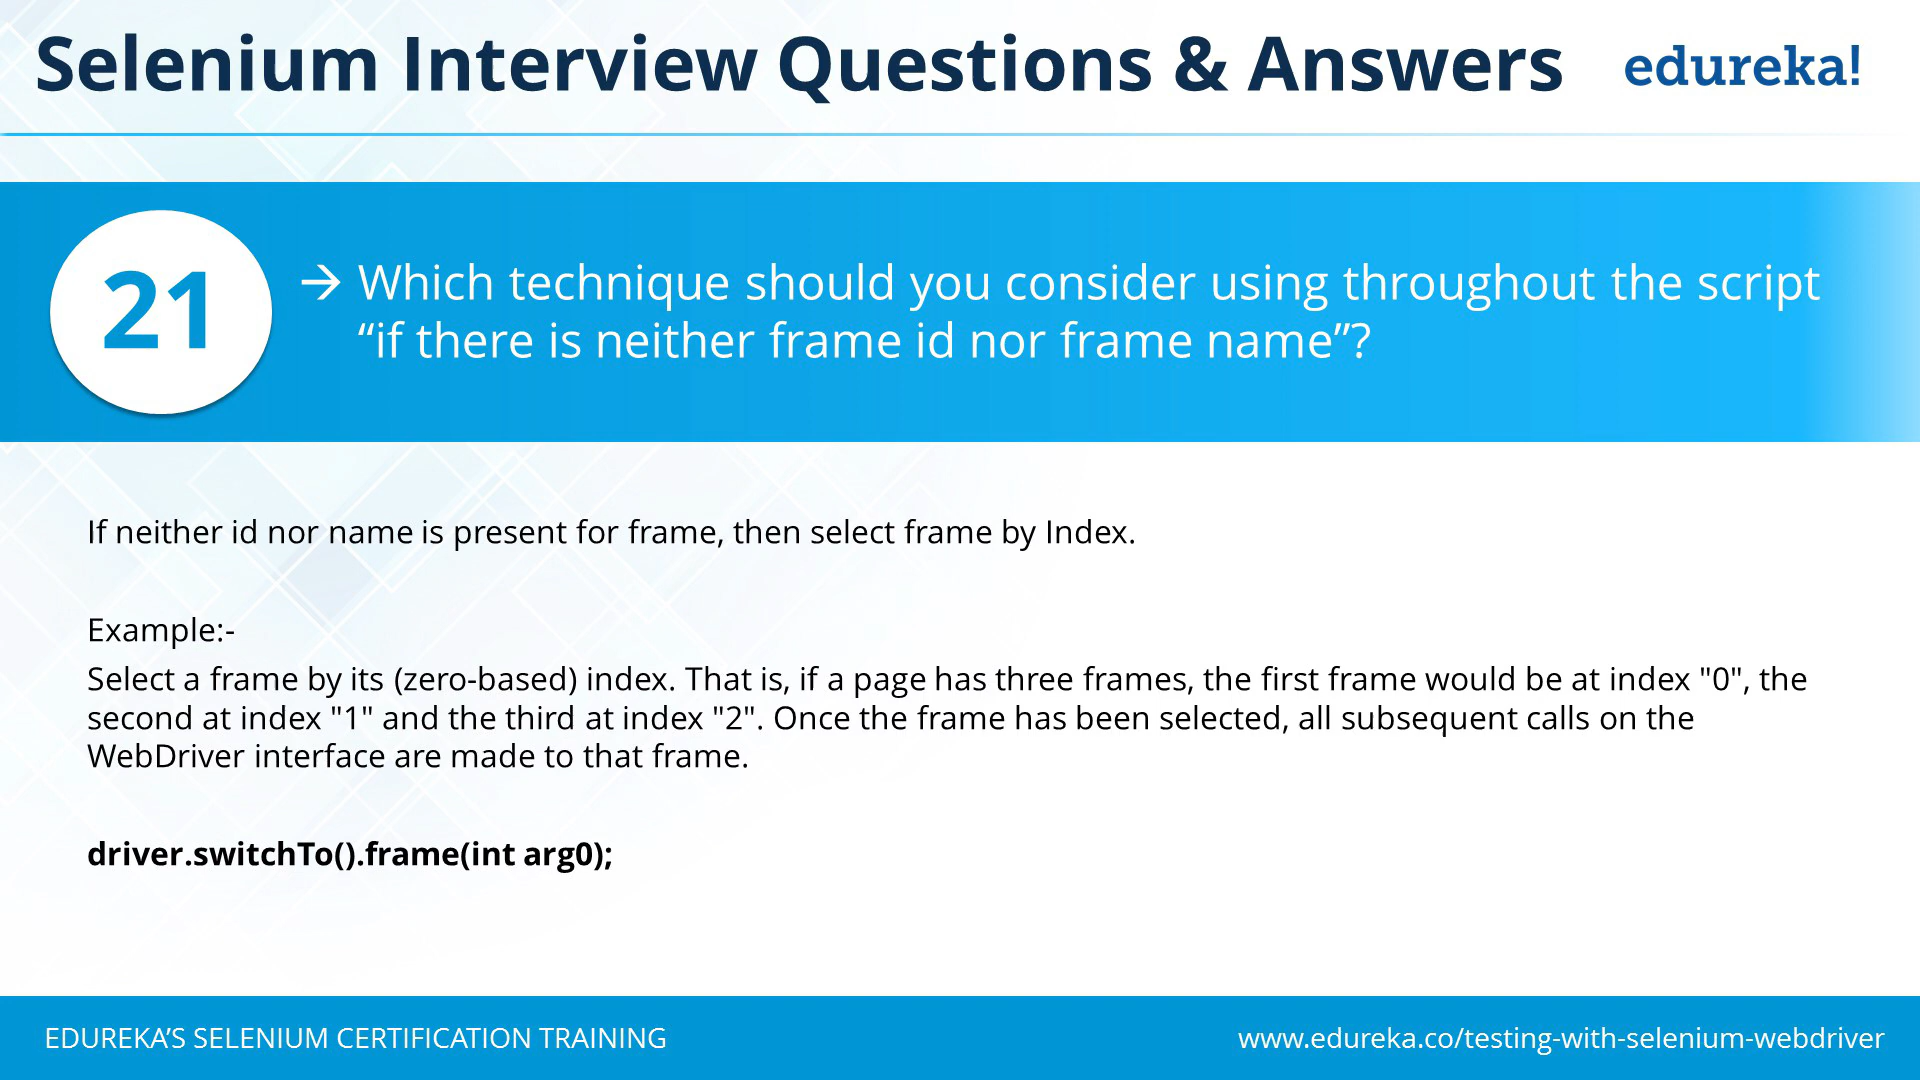 Selenium Interview Questions & Answers
edureka!
21
→ Which technique should you consider using throughout the script
“if there is neither frame id nor frame name”?
If neither id nor name is present for frame, then select frame by Index.
Example:-
Select a frame by its (zero-based) index. That is, if a page has three frames, the first frame would be at index "0", the
second at index "1" and the third at index "2". Once the frame has been selected, all subsequent calls on the
WebDriver interface are made to that frame.
driver.switchTo().frame(int arg0);
EDUREKA’S SELENIUM CERTIFICATION TRAINING
www.edureka.co/testing-with-selenium-webdriver